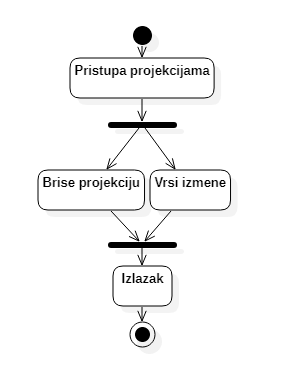 Pristupa projekcijama
Brise projekciju
Vrsi izmene
Izlazak